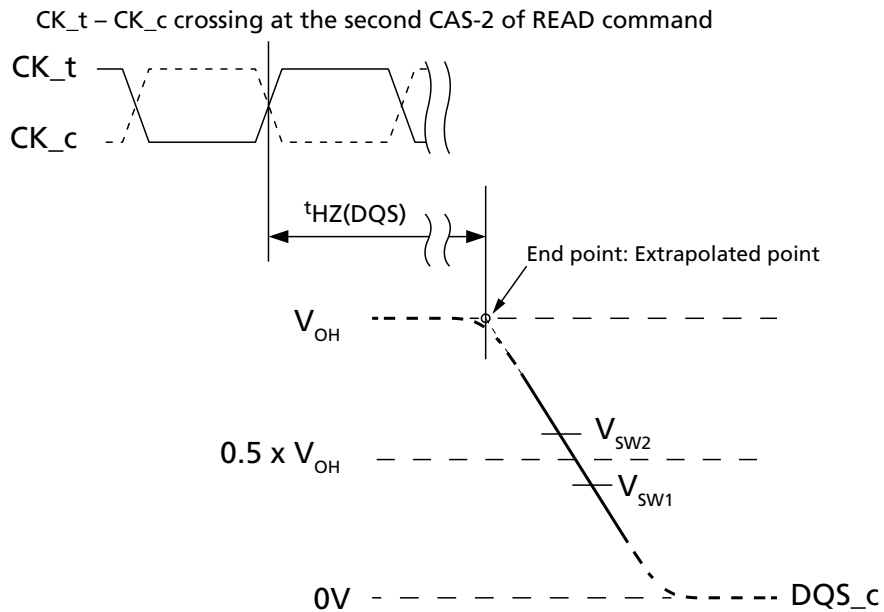 CK_t – CK_c crossing at the second CAS-2 of READ command
CK_t
CK_c
tHZ(DQS)
End point: Extrapolated point
VOH
VSW2
0.5 x VOH
VSW1
0V
DQS_c